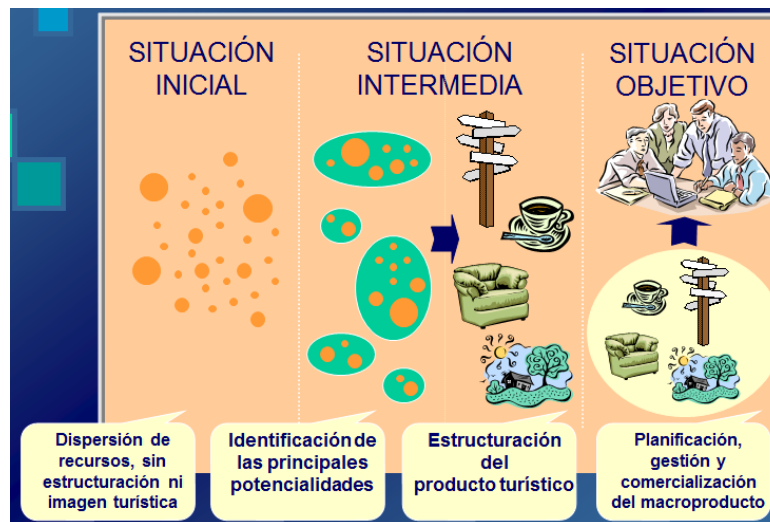 SITUACIÓN
INICIAL
SITUACIÓN
INTERMEDIA
SITUACIÓN
OBJETIVO
Dispersión de
recursos, sin
estructuración ni
imagen turística
Identificación de
las principales
potencialidades
Estructuración
del
producto turístico
Planificación,
gestión y
comercialización
del macroproducto